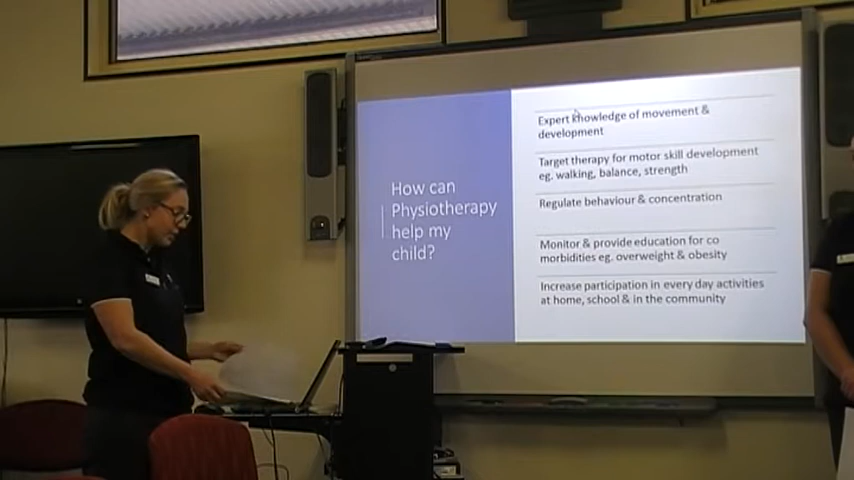 How can
Physiotherapy
help my
child?
Expert knowledge of movement &
development
Target therapy for motor skill development
eg. walking, balance, strength
Regulate behaviour & concentration
Monitor & provide education for co
morbidities eg. overweight & obesity
Increase participation in every day activities
at home, school & in the community